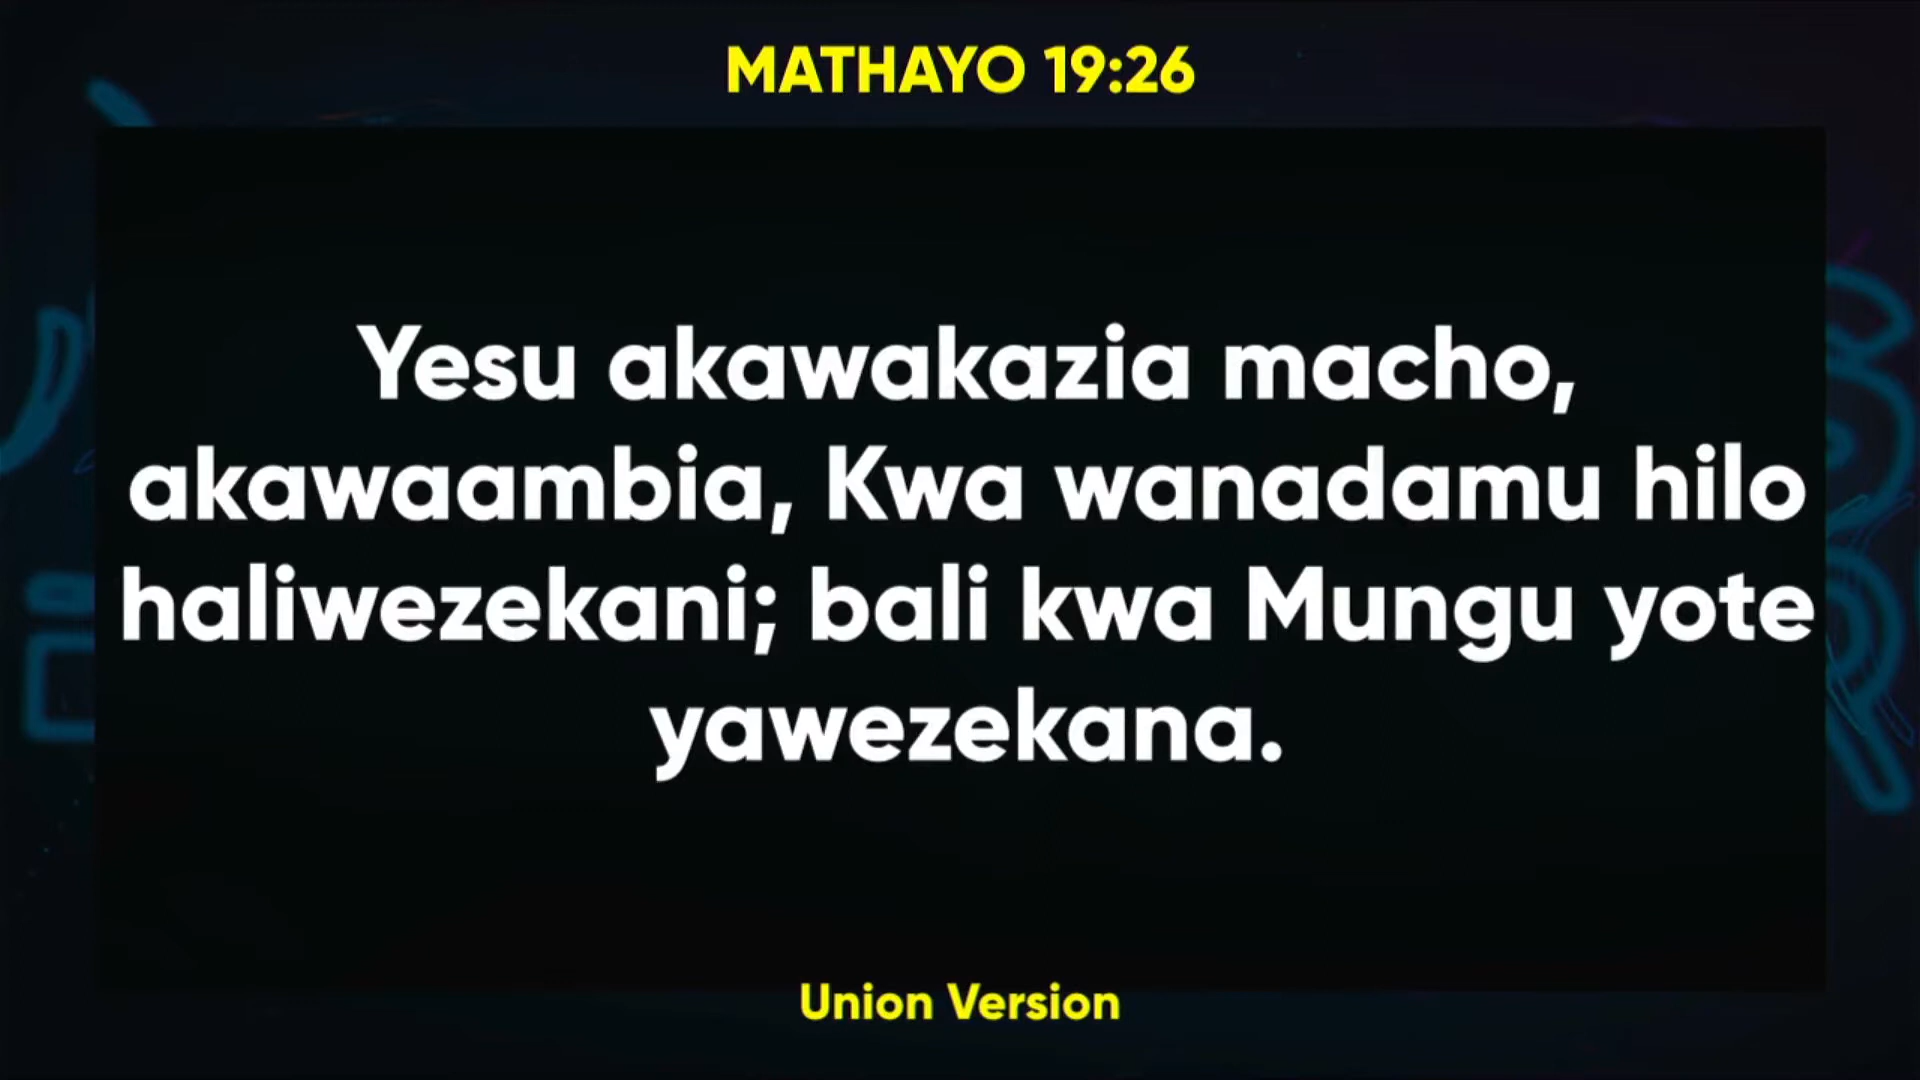 MATHAYO 19:26
Yesu akawakazia macho,
akawaambia, Kwa wanadamu hilo
haliwezekani; bali kwa Mungu yote
yawezekana.
Union Version